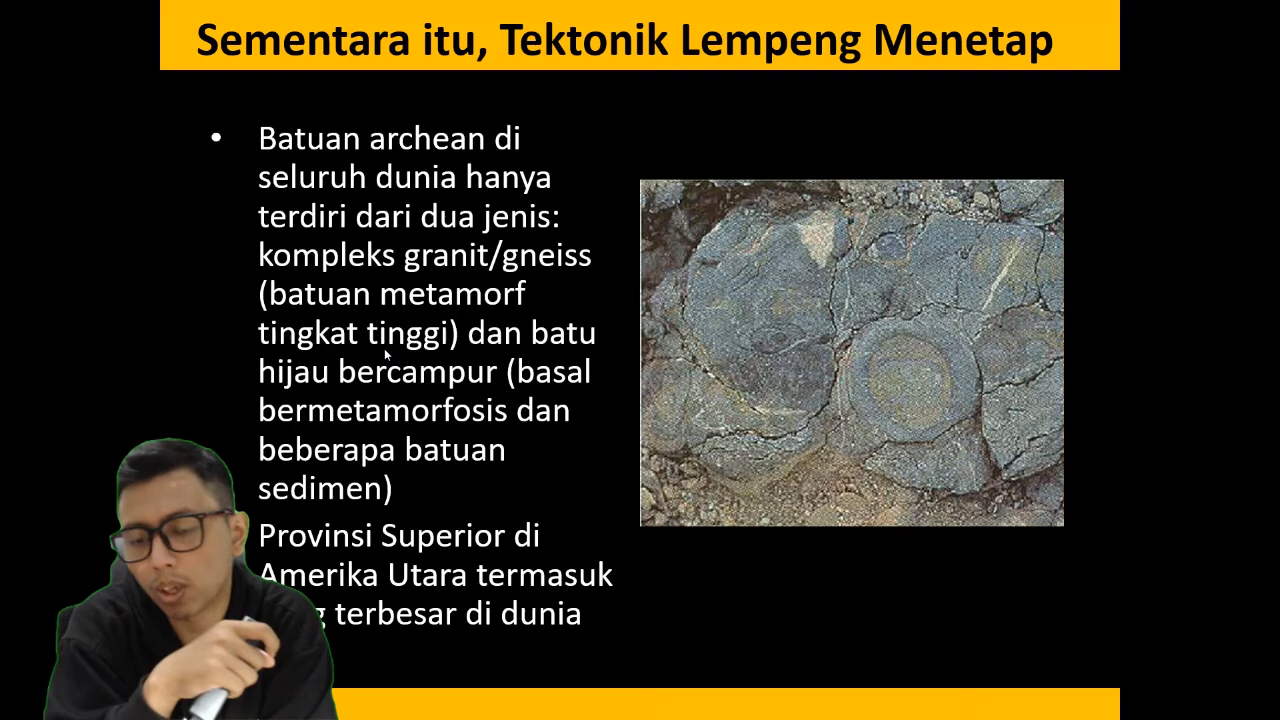 Sementara itu, Tektonik Lempeng Menetap
• Batuan archean di
seluruh dunia hanya
terdiri dari dua jenis:
kompleks granit/gneiss
(batuan metamorf
tingkat tinggi) dan batu
hijau bercampur (basal
bermetamorfosis dan
beberapa batuan
sedimen)
Provinsi Superior di
Amerika Utara termasuk
terbesar di dunia